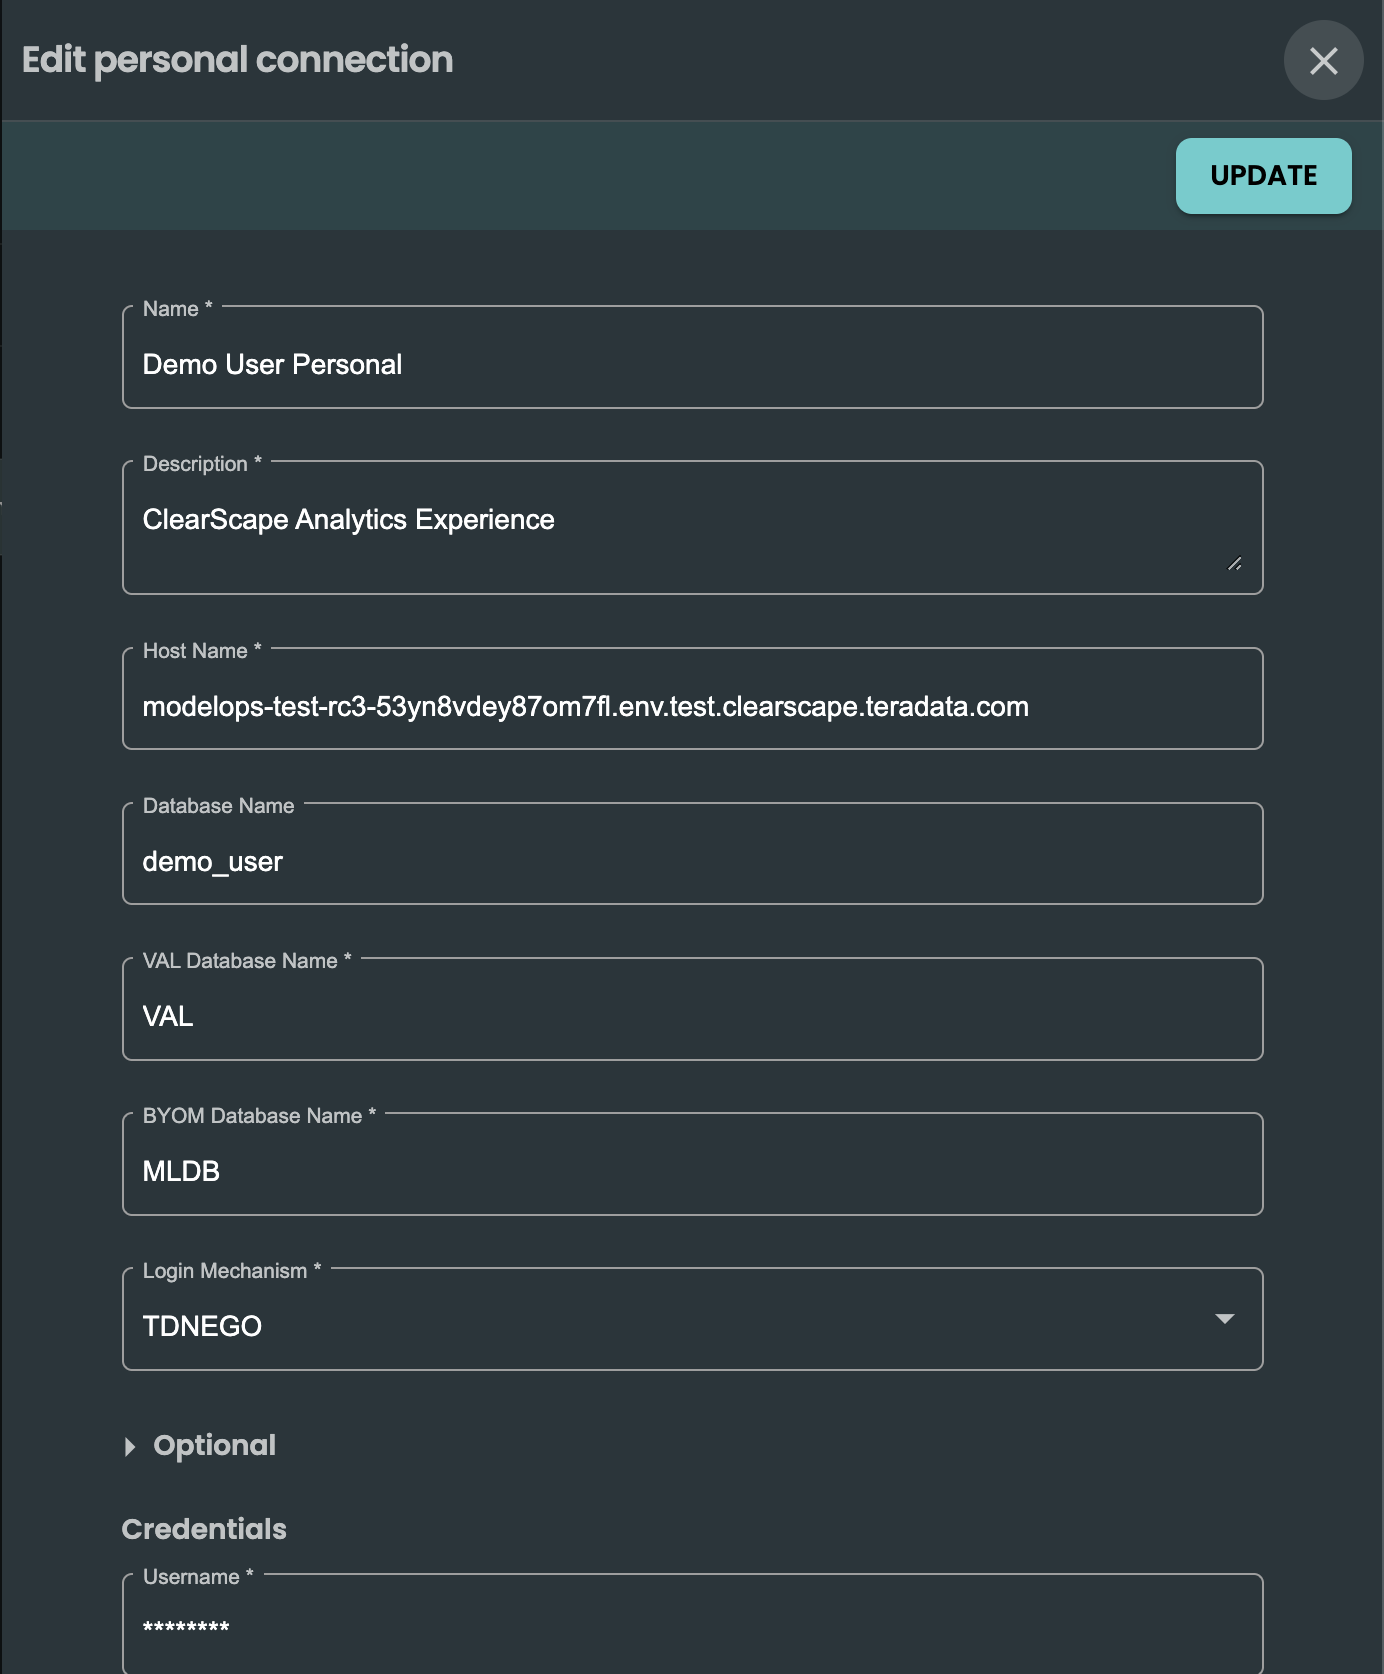 Edit personal connection
UPDATE
Name *
Demo User Personal
Description *
ClearScape Analytics Experience
Host Name *
modelops-test-rc3-53yn8vdey87om7fl.env.test.clearscape.teradata.com
Database Name
demo_user
VAL Database Name *
VAL
BYOM Database Name *
MLDB
Login Mechanism *
TDNEGO
Optional
Credentials
Username *
********